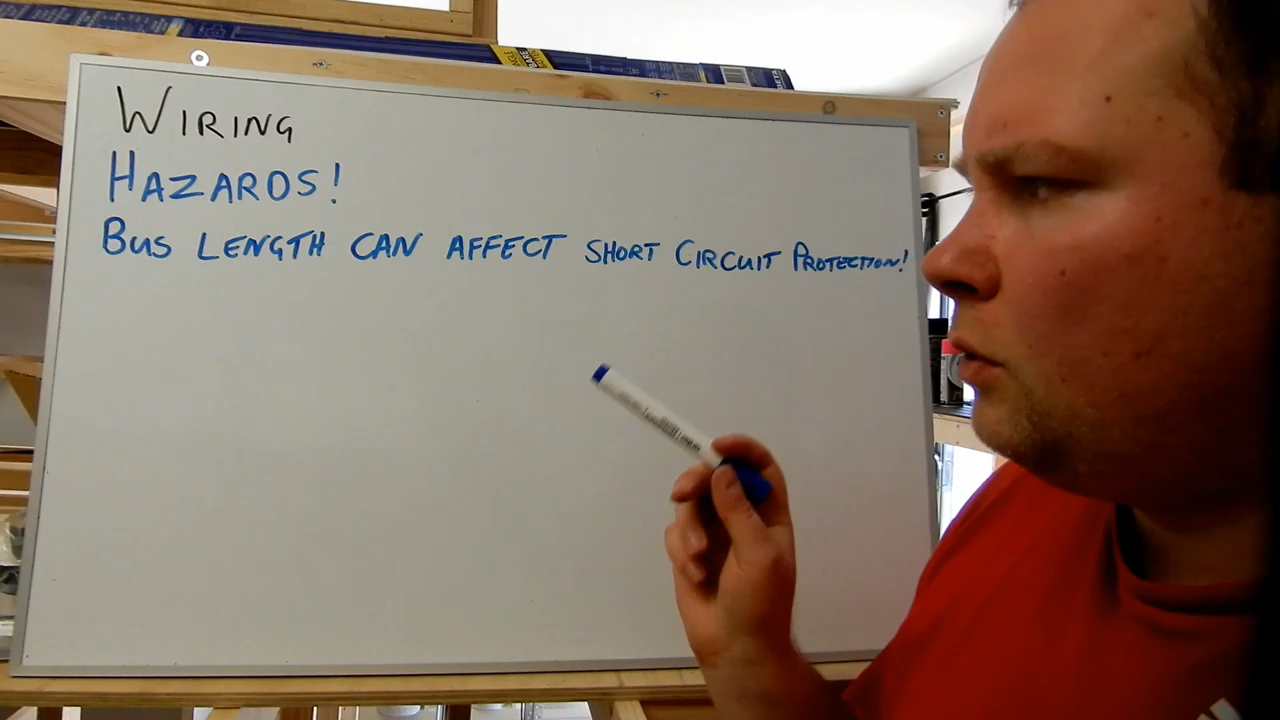 WIRING
HAZARDS!
BUS LENGTH CAN AFFECT SHORT CIRCUIT PROTECTION!